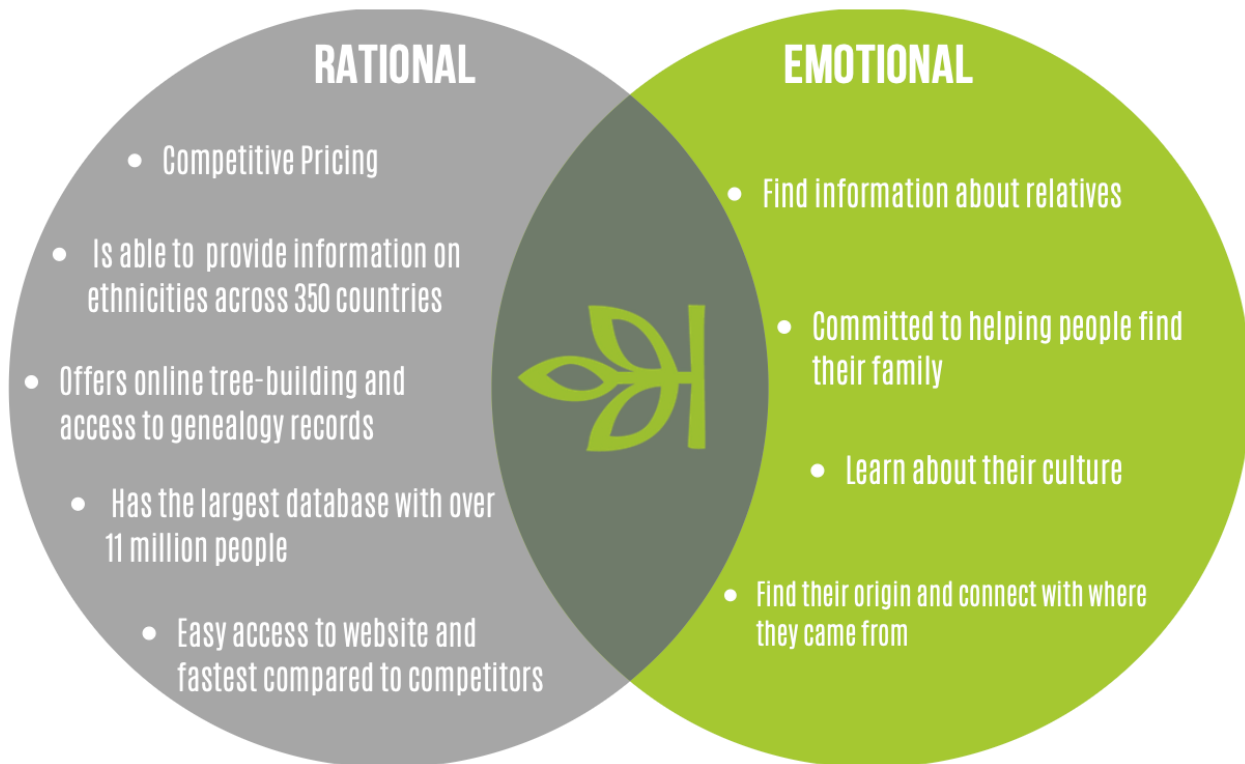 RATIONAL
• Competitive Pricing
• Is able to provide information on
ethnicities across 350 countries
• Offers online tree-building and
access to genealogy records
• Has the largest database with over
11 million people
• Easy access to website and
fastest compared to competitors
EMOTIONAL
• Find information about relatives
• Committed to helping people find
their family
• Learn about their culture
• Find their origin and connect with where
they came from